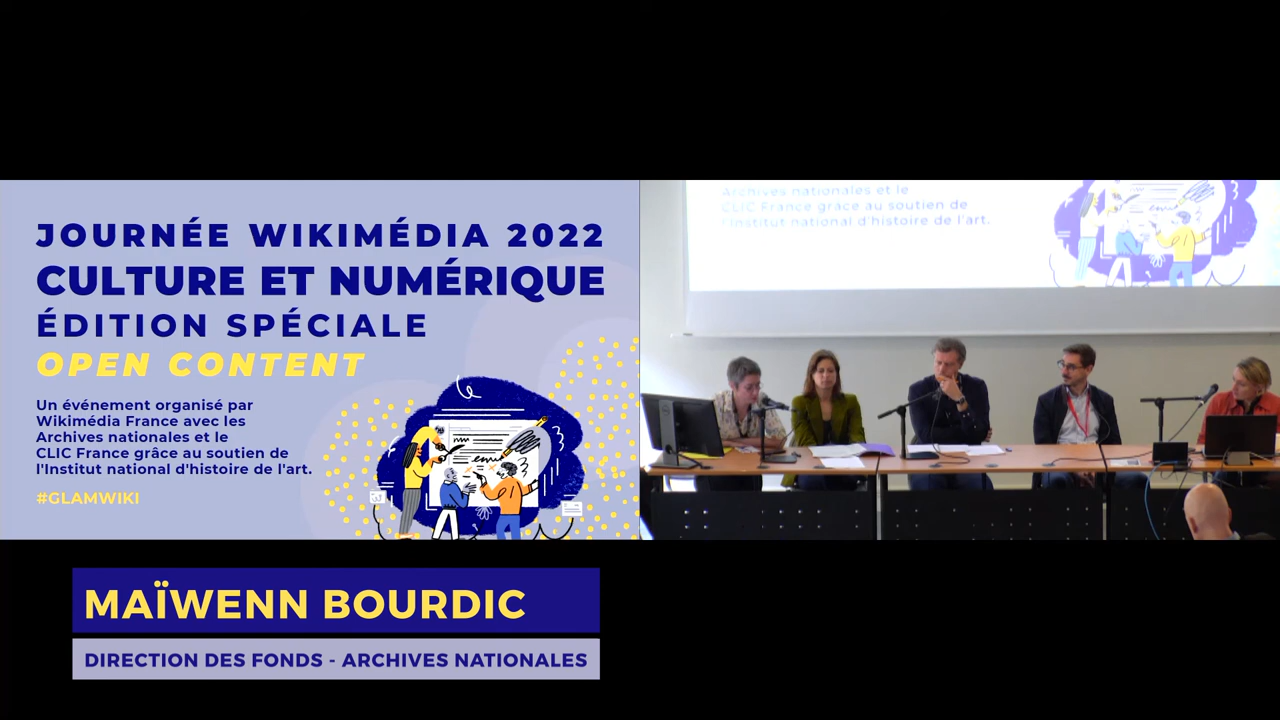 JOURNÉE WIKIMÉDIA 2022
CULTURE ET NUMÉRIQUE
ÉDITION SPÉCIALE
OPEN CONTENT
Un événement organisé par
Wikimédia France avec les
Archives nationales et le
CLIC France grâce au soutien de
l'Institut national d'histoire de l'art.
#GLAMWIKI
Archives nationales et le
CLIC France grâce au soutien de
l'Institut national d'histoire de l'art.
MAÏWENN BOURDIC
DIRECTION DES FONDS - ARCHIVES NATIONALES